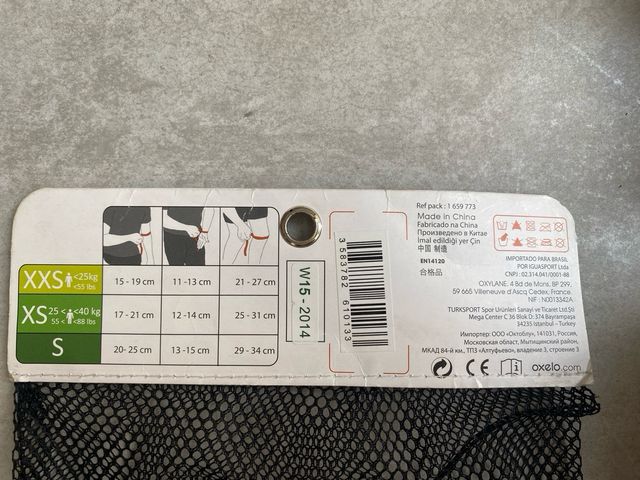 XXS <25kg
<55 lbs
15 - 19 cm 11 -13 cm 21 - 27 cm
XS 25 < <40 kg
55 < <88 lbs
17 - 21 cm 12 - 14 cm 25 - 31 cm
S 20- 25 cm 13 -15 cm 29 - 34 cm
W15 - 2014
3 583782 610133
Ref pack : 1 659 773
Made in China
Fabricado na China
Произведено в Китае
İmal edildiği yer Çin
中国 制造
EN14120
合格品
IMPORTADO PARA BRASIL
POR IGUASPORT Ltda
CNPJ : 02.314.041/0001-88
OXYLANE: 4 Bd de Mons, BP 299,
59 665 Villeneuve d'Ascq Cedex, France.
NIF : N0013342A
TURKSPORT Spor Ürünleri Sanayi ve Ticaret Ltd.Şti
Mega Center C 36 Blok D: 374 Bayrampaşa
34235 Istanbul – Turkey
Импортер: ООО «Октоблу», 141031, Россия,
Московская область, Мытищинский район,
МКАД 84-й км., ТПЗ «Алтуфьево», владение 3, строение 3
CE i oxelo.com